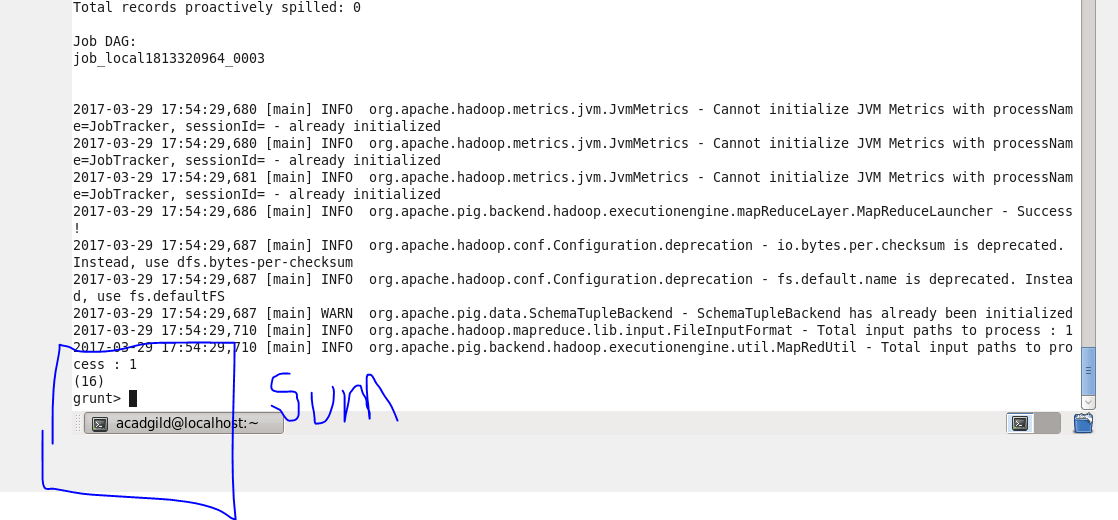 Total records proactively spilled: 0
Job DAG:
job_local1813320964_0003
2017-03-29 17:54:29,680 [main] INFO  org.apache.hadoop.metrics.jvm.JvmMetrics - Cannot initialize JVM Metrics with processNam
e=JobTracker, sessionId= - already initialized
2017-03-29 17:54:29,680 [main] INFO  org.apache.hadoop.metrics.jvm.JvmMetrics - Cannot initialize JVM Metrics with processNam
e=JobTracker, sessionId= - already initialized
2017-03-29 17:54:29,681 [main] INFO  org.apache.hadoop.metrics.jvm.JvmMetrics - Cannot initialize JVM Metrics with processNam
e=JobTracker, sessionId= - already initialized
2017-03-29 17:54:29,686 [main] INFO  org.apache.pig.backend.hadoop.executionengine.mapReduceLayer.MapReduceLauncher - Success
!
2017-03-29 17:54:29,687 [main] INFO  org.apache.hadoop.conf.Configuration.deprecation - io.bytes.per.checksum is deprecated.
Instead, use dfs.bytes-per-checksum
2017-03-29 17:54:29,687 [main] INFO  org.apache.hadoop.conf.Configuration.deprecation - fs.default.name is deprecated. Instea
d, use fs.defaultFS
2017-03-29 17:54:29,687 [main] WARN  org.apache.pig.data.SchemaTupleBackend - SchemaTupleBackend has already been initialized
2017-03-29 17:54:29,710 [main] INFO  org.apache.hadoop.mapreduce.lib.input.FileInputFormat - Total input paths to process : 1
2017-03-29 17:54:29,710 [main] INFO  org.apache.pig.backend.hadoop.executionengine.util.MapRedUtil - Total input paths to pro
cess : 1
(16)
grunt>
SUM
acadgild@localhost:~